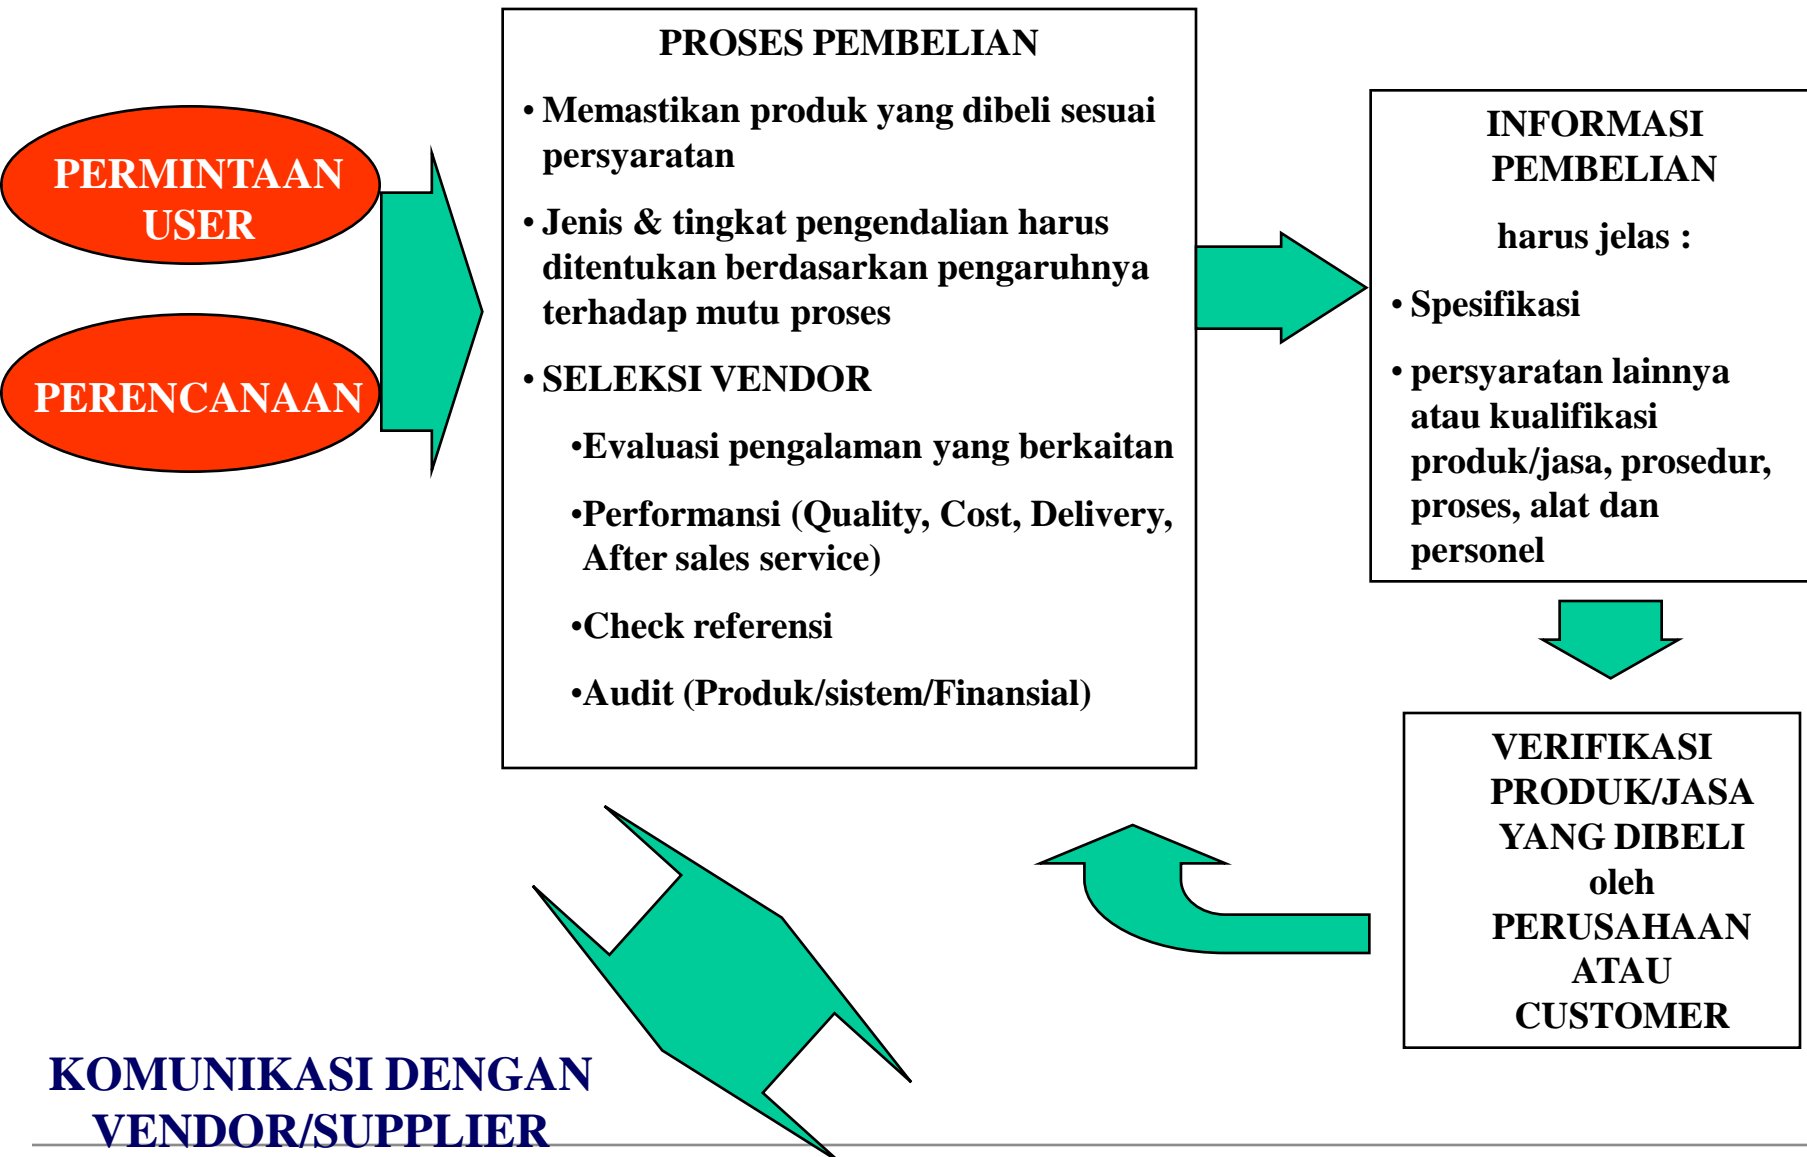 PERMINTAAN
USER
PERENCANAAN
PROSES PEMBELIAN
• Memastikan produk yang dibeli sesuai
persyaratan
• Jenis & tingkat pengendalian harus
ditentukan berdasarkan pengaruhnya
terhadap mutu proses
• SELEKSI VENDOR
•Evaluasi pengalaman yang berkaitan
•Performansi (Quality, Cost, Delivery,
After sales service)
•Check referensi
•Audit (Produk/sistem/Finansial)
INFORMASI
PEMBELIAN
harus jelas :
• Spesifikasi
• persyaratan lainnya
atau kualifikasi
produk/jasa, prosedur,
proses, alat dan
personel
VERIFIKASI
PRODUK/JASA
YANG DIBELI
oleh
PERUSAHAAN
ATAU
CUSTOMER
KOMUNIKASI DENGAN
VENDOR/SUPPLIER